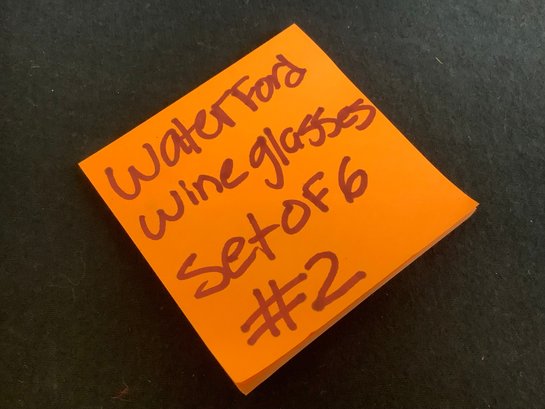 Waterford
wine glasses
Set OF 6
#2